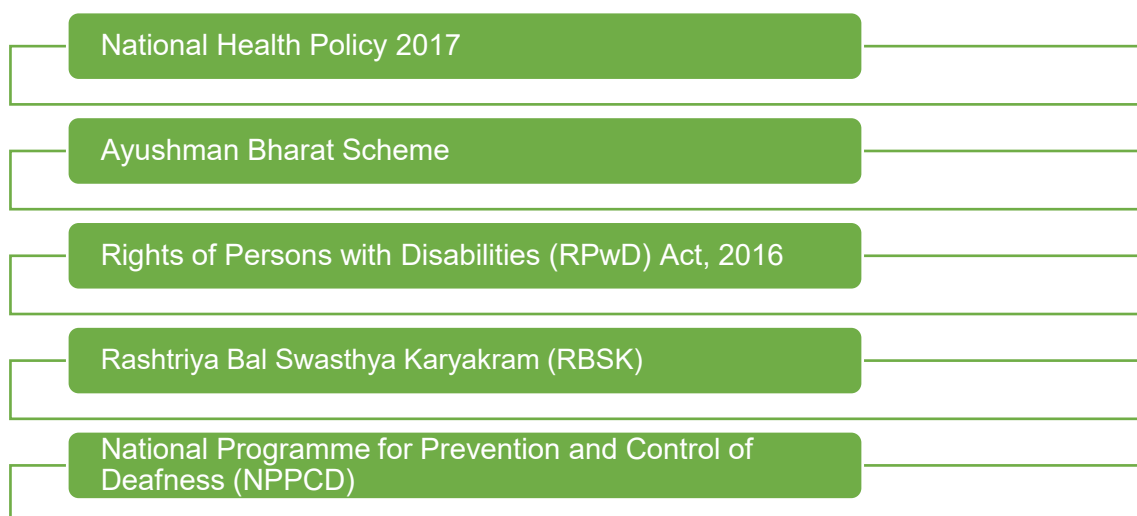 National Health Policy 2017
Ayushman Bharat Scheme
Rights of Persons with Disabilities (RPwD) Act, 2016
Rashtriya Bal Swasthya Karyakram (RBSK)
National Programme for Prevention and Control of
Deafness (NPPCD)